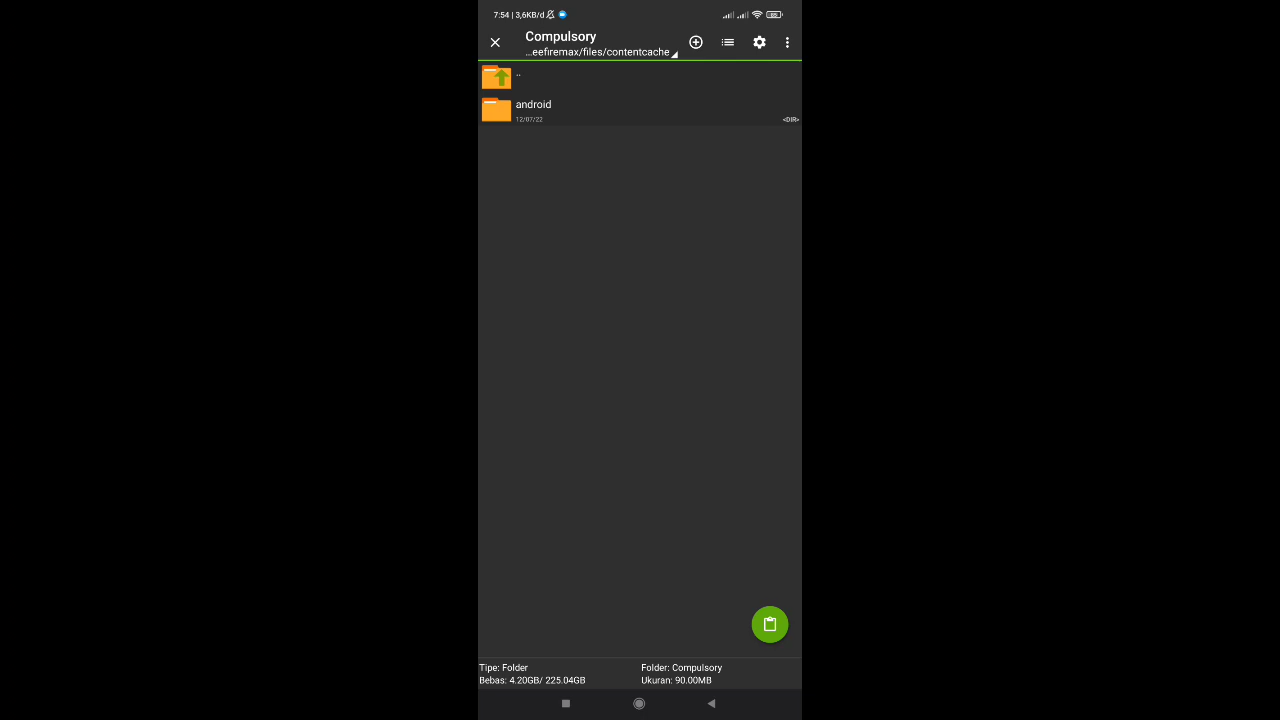 7:54 | 3,6KB/d
Compulsory
...eefiremax/files/contentcache
..
android
12/07/22
<DIR>
Tipe: Folder
Folder: Compulsory
Bebas: 4.20GB/ 225.04GB
Ukuran: 90.00MB